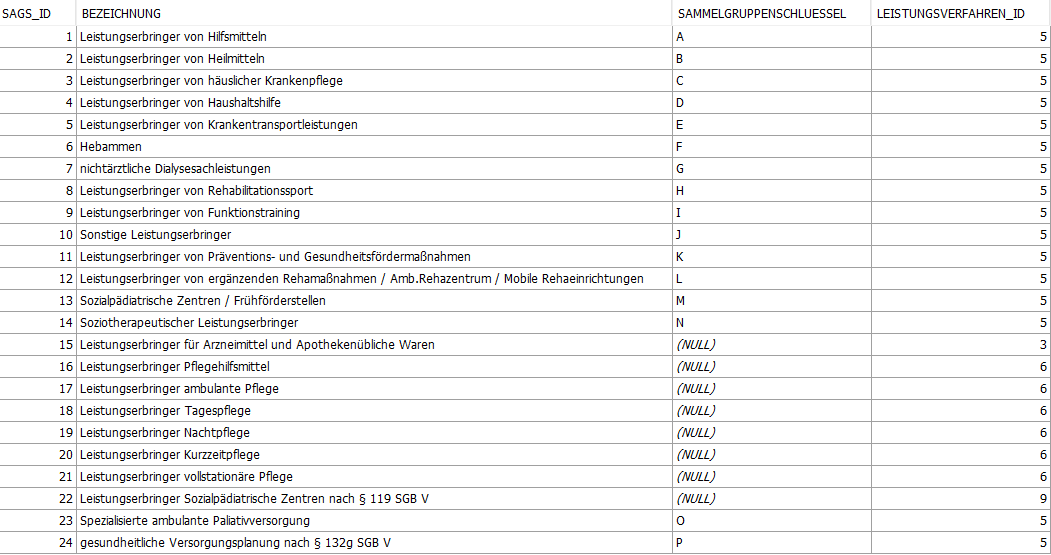 SAGS_ID BEZEICHNUNG SAMMELGRUPPENSCHLUESSEL LEISTUNGSVERFAHREN_ID
1 Leistungserbringer von Hilfsmitteln A 5
2 Leistungserbringer von Heilmitteln B 5
3 Leistungserbringer von häuslicher Krankenpflege C 5
4 Leistungserbringer von Haushaltshilfe D 5
5 Leistungserbringer von Krankentransportleistungen E 5
6 Hebammen F 5
7 nichtärztliche Dialysesachleistungen G 5
8 Leistungserbringer von Rehabilitationssport H 5
9 Leistungserbringer von Funktionstraining I 5
10 Sonstige Leistungserbringer J 5
11 Leistungserbringer von Präventions- und Gesundheitsfördermaßnahmen K 5
12 Leistungserbringer von ergänzenden Rehamaßnahmen / Amb.Rehazentrum / Mobile Rehaeinrichtungen L 5
13 Sozialpädiatrische Zentren / Frühförderstellen M 5
14 Soziotherapeutischer Leistungserbringer N 5
15 Leistungserbringer für Arzneimittel und Apothekenübliche Waren (NULL) 3
16 Leistungserbringer Pflegehilfsmittel (NULL) 6
17 Leistungserbringer ambulante Pflege (NULL) 6
18 Leistungserbringer Tagespflege (NULL) 6
19 Leistungserbringer Nachtpflege (NULL) 6
20 Leistungserbringer Kurzzeitpflege (NULL) 6
21 Leistungserbringer vollstationäre Pflege (NULL) 6
22 Leistungserbringer Sozialpädiatrische Zentren nach § 119 SGB V (NULL) 9
23 Spezialisierte ambulante Paliativversorgung O 5
24 gesundheitliche Versorgungsplanung nach § 132g SGB V P 5